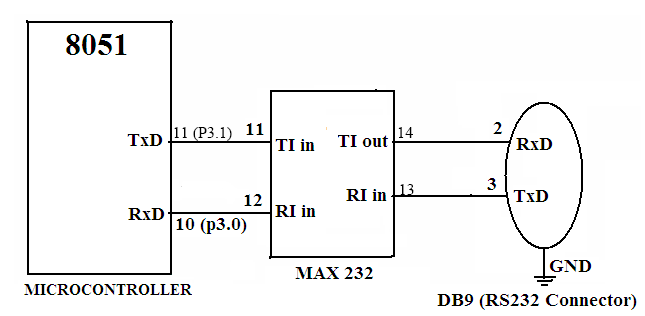 8051
TxD
11 (P3.1)
11
TI in
TI out
14
2
RxD
RxD
10 (p3.0)
12
RI in
RI in
13
3
TxD
MAX 232
GND
MICROCONTROLLER
DB9 (RS232 Connector)